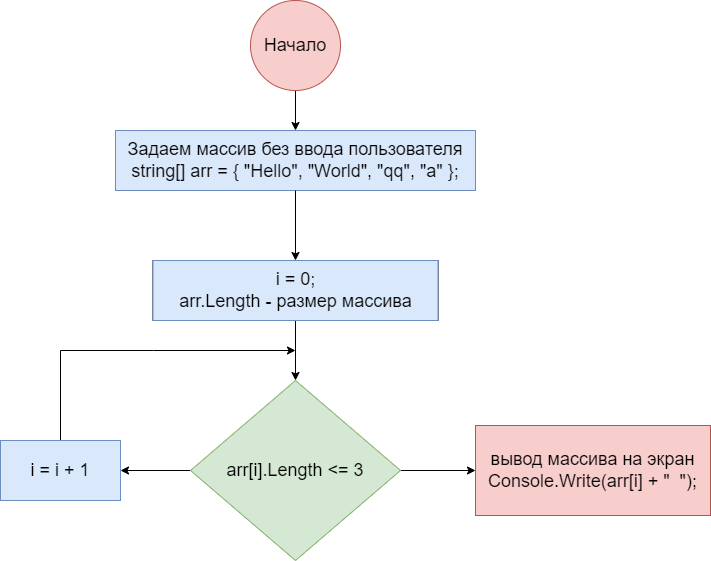 Начало
Задаем массив без ввода пользователя
string[] arr = { "Hello", "World", "qq", "a" };
i = 0;
arr.Length - размер массива
i = i + 1
arr[i].Length <= 3
вывод массива на экран
Console.Write(arr[i] + "  ");